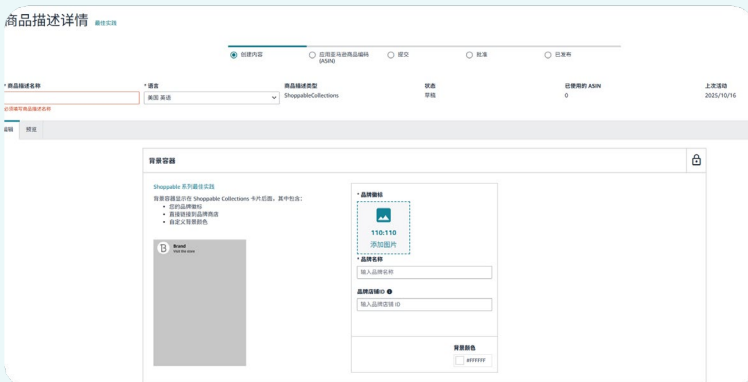 商品描述详情 最佳实践
创建内容
应用亚马逊商品编码
(ASIN)
提交
批准
已发布
* 商品描述名称
* 语言
商品描述类型
状态
已使用的 ASIN
上次活动
美国 英语
ShoppableCollections
草稿
0
2025/10/16
必须填写商品描述名称
编辑 预览
背景容器
Shoppable 系列最佳实践
背景容器显示在 Shoppable Collections 卡片后面。其中包含:
• 您的品牌徽标
• 直接链接到品牌商店
• 自定义背景颜色
B Brand
Visit the store
* 品牌徽标
110:110
添加图片
* 品牌名称
输入品牌名称
品牌店铺ID
输入品牌店铺 ID
背景颜色
#FFFFFF